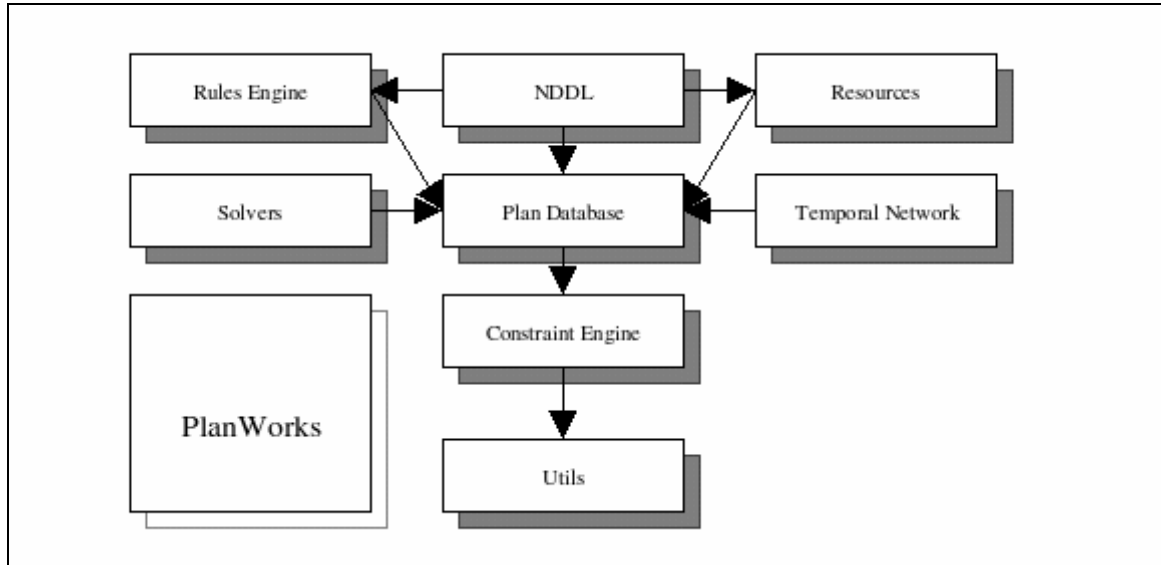 Rules Engine
NDDL
Resources
Solvers
Plan Database
Temporal Network
Constraint Engine
PlanWorks
Utils